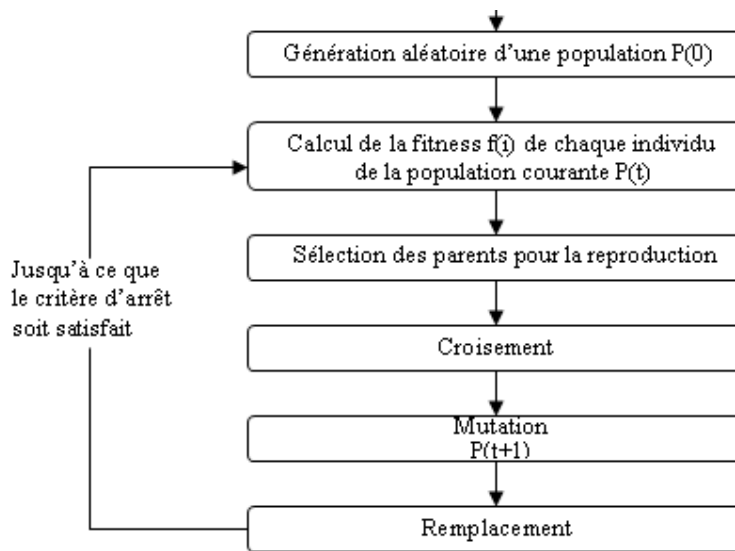 Génération aléatoire d'une population P(0)
Calcul de la fitness f(i) de chaque individu
de la population courante P(t)
Sélection des parents pour la reproduction
Jusqu'à ce que
le critère d'arrêt
soit satisfait
Croisement
Mutation
P(t+1)
Remplacement